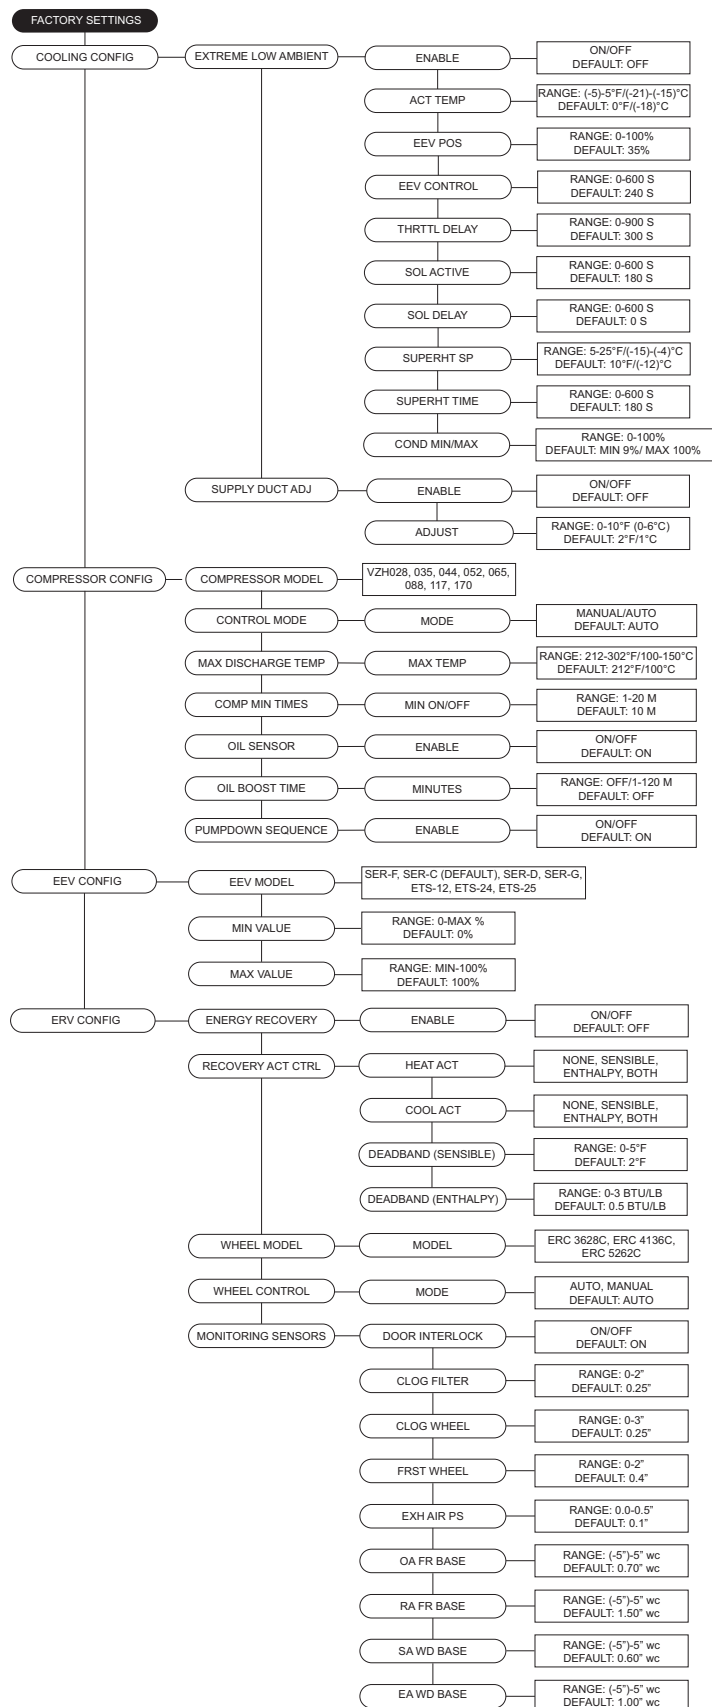 FACTORY SETTINGS
COOLING CONFIG
EXTREME LOW AMBIENT
ENABLE
ON/OFF
DEFAULT: OFF
ACT TEMP
RANGE: (-5)-5°F/(-21)-(-15)°C
DEFAULT: 0°F/(-18)°C
EEV POS
RANGE: 0-100%
DEFAULT: 35%
EEV CONTROL
RANGE: 0-600 S
DEFAULT: 240 S
THRTTL DELAY
RANGE: 0-900 S
DEFAULT: 300 S
SOL ACTIVE
RANGE: 0-600 S
DEFAULT: 180 S
SOL DELAY
RANGE: 0-600 S
DEFAULT: 0 S
SUPERHT SP
RANGE: 5-25°F/(-15)-(-4)°C
DEFAULT: 10°F/(-12)°C
SUPERHT TIME
RANGE: 0-600 S
DEFAULT: 180 S
COND MIN/MAX
RANGE: 0-100%
DEFAULT: MIN 9%/ MAX 100%
SUPPLY DUCT ADJ
ENABLE
ON/OFF
DEFAULT: OFF
ADJUST
RANGE: 0-10°F (0-6°C)
DEFAULT: 2°F/1°C
COMPRESSOR CONFIG
COMPRESSOR MODEL
VZH028, 035, 044, 052, 065,
088, 117, 170
CONTROL MODE
MODE
MANUAL/AUTO
DEFAULT: AUTO
MAX DISCHARGE TEMP
MAX TEMP
RANGE: 212-302°F/100-150°C
DEFAULT: 212°F/100°C
COMP MIN TIMES
MIN ON/OFF
RANGE: 1-20 M
DEFAULT: 10 M
OIL SENSOR
ENABLE
ON/OFF
DEFAULT: ON
OIL BOOST TIME
MINUTES
RANGE: OFF/1-120 M
DEFAULT: OFF
PUMPDOWN SEQUENCE
ENABLE
ON/OFF
DEFAULT: ON
EEV CONFIG
EEV MODEL
SER-F, SER-C (DEFAULT), SER-D, SER-G,
ETS-12, ETS-24, ETS-25
MIN VALUE
RANGE: 0-MAX %
DEFAULT: 0%
MAX VALUE
RANGE: MIN-100%
DEFAULT: 100%
ERV CONFIG
ENERGY RECOVERY
ENABLE
ON/OFF
DEFAULT: OFF
RECOVERY ACT CTRL
HEAT ACT
NONE, SENSIBLE,
ENTHALPY, BOTH
COOL ACT
NONE, SENSIBLE,
ENTHALPY, BOTH
DEADBAND (SENSIBLE)
RANGE: 0-5°F
DEFAULT: 2°F
DEADBAND (ENTHALPY)
RANGE: 0-3 BTU/LB
DEFAULT: 0.5 BTU/LB
WHEEL MODEL
MODEL
ERC 3628C, ERC 4136C,
ERC 5262C
WHEEL CONTROL
MODE
AUTO, MANUAL
DEFAULT: AUTO
MONITORING SENSORS
DOOR INTERLOCK
ON/OFF
DEFAULT: ON
CLOG FILTER
RANGE: 0-2”
DEFAULT: 0.25”
CLOG WHEEL
RANGE: 0-3”
DEFAULT: 0.25”
FRST WHEEL
RANGE: 0-2”
DEFAULT: 0.4”
EXH AIR PS
RANGE: 0.0-0.5”
DEFAULT: 0.1”
OA FR BASE
RANGE: (-5”)-5” wc
DEFAULT: 0.70” wc
RA FR BASE
RANGE: (-5”)-5” wc
DEFAULT: 1.50” wc
SA WD BASE
RANGE: (-5”)-5” wc
DEFAULT: 0.60” wc
EA WD BASE
RANGE: (-5”)-5” wc
DEFAULT: 1.00” wc